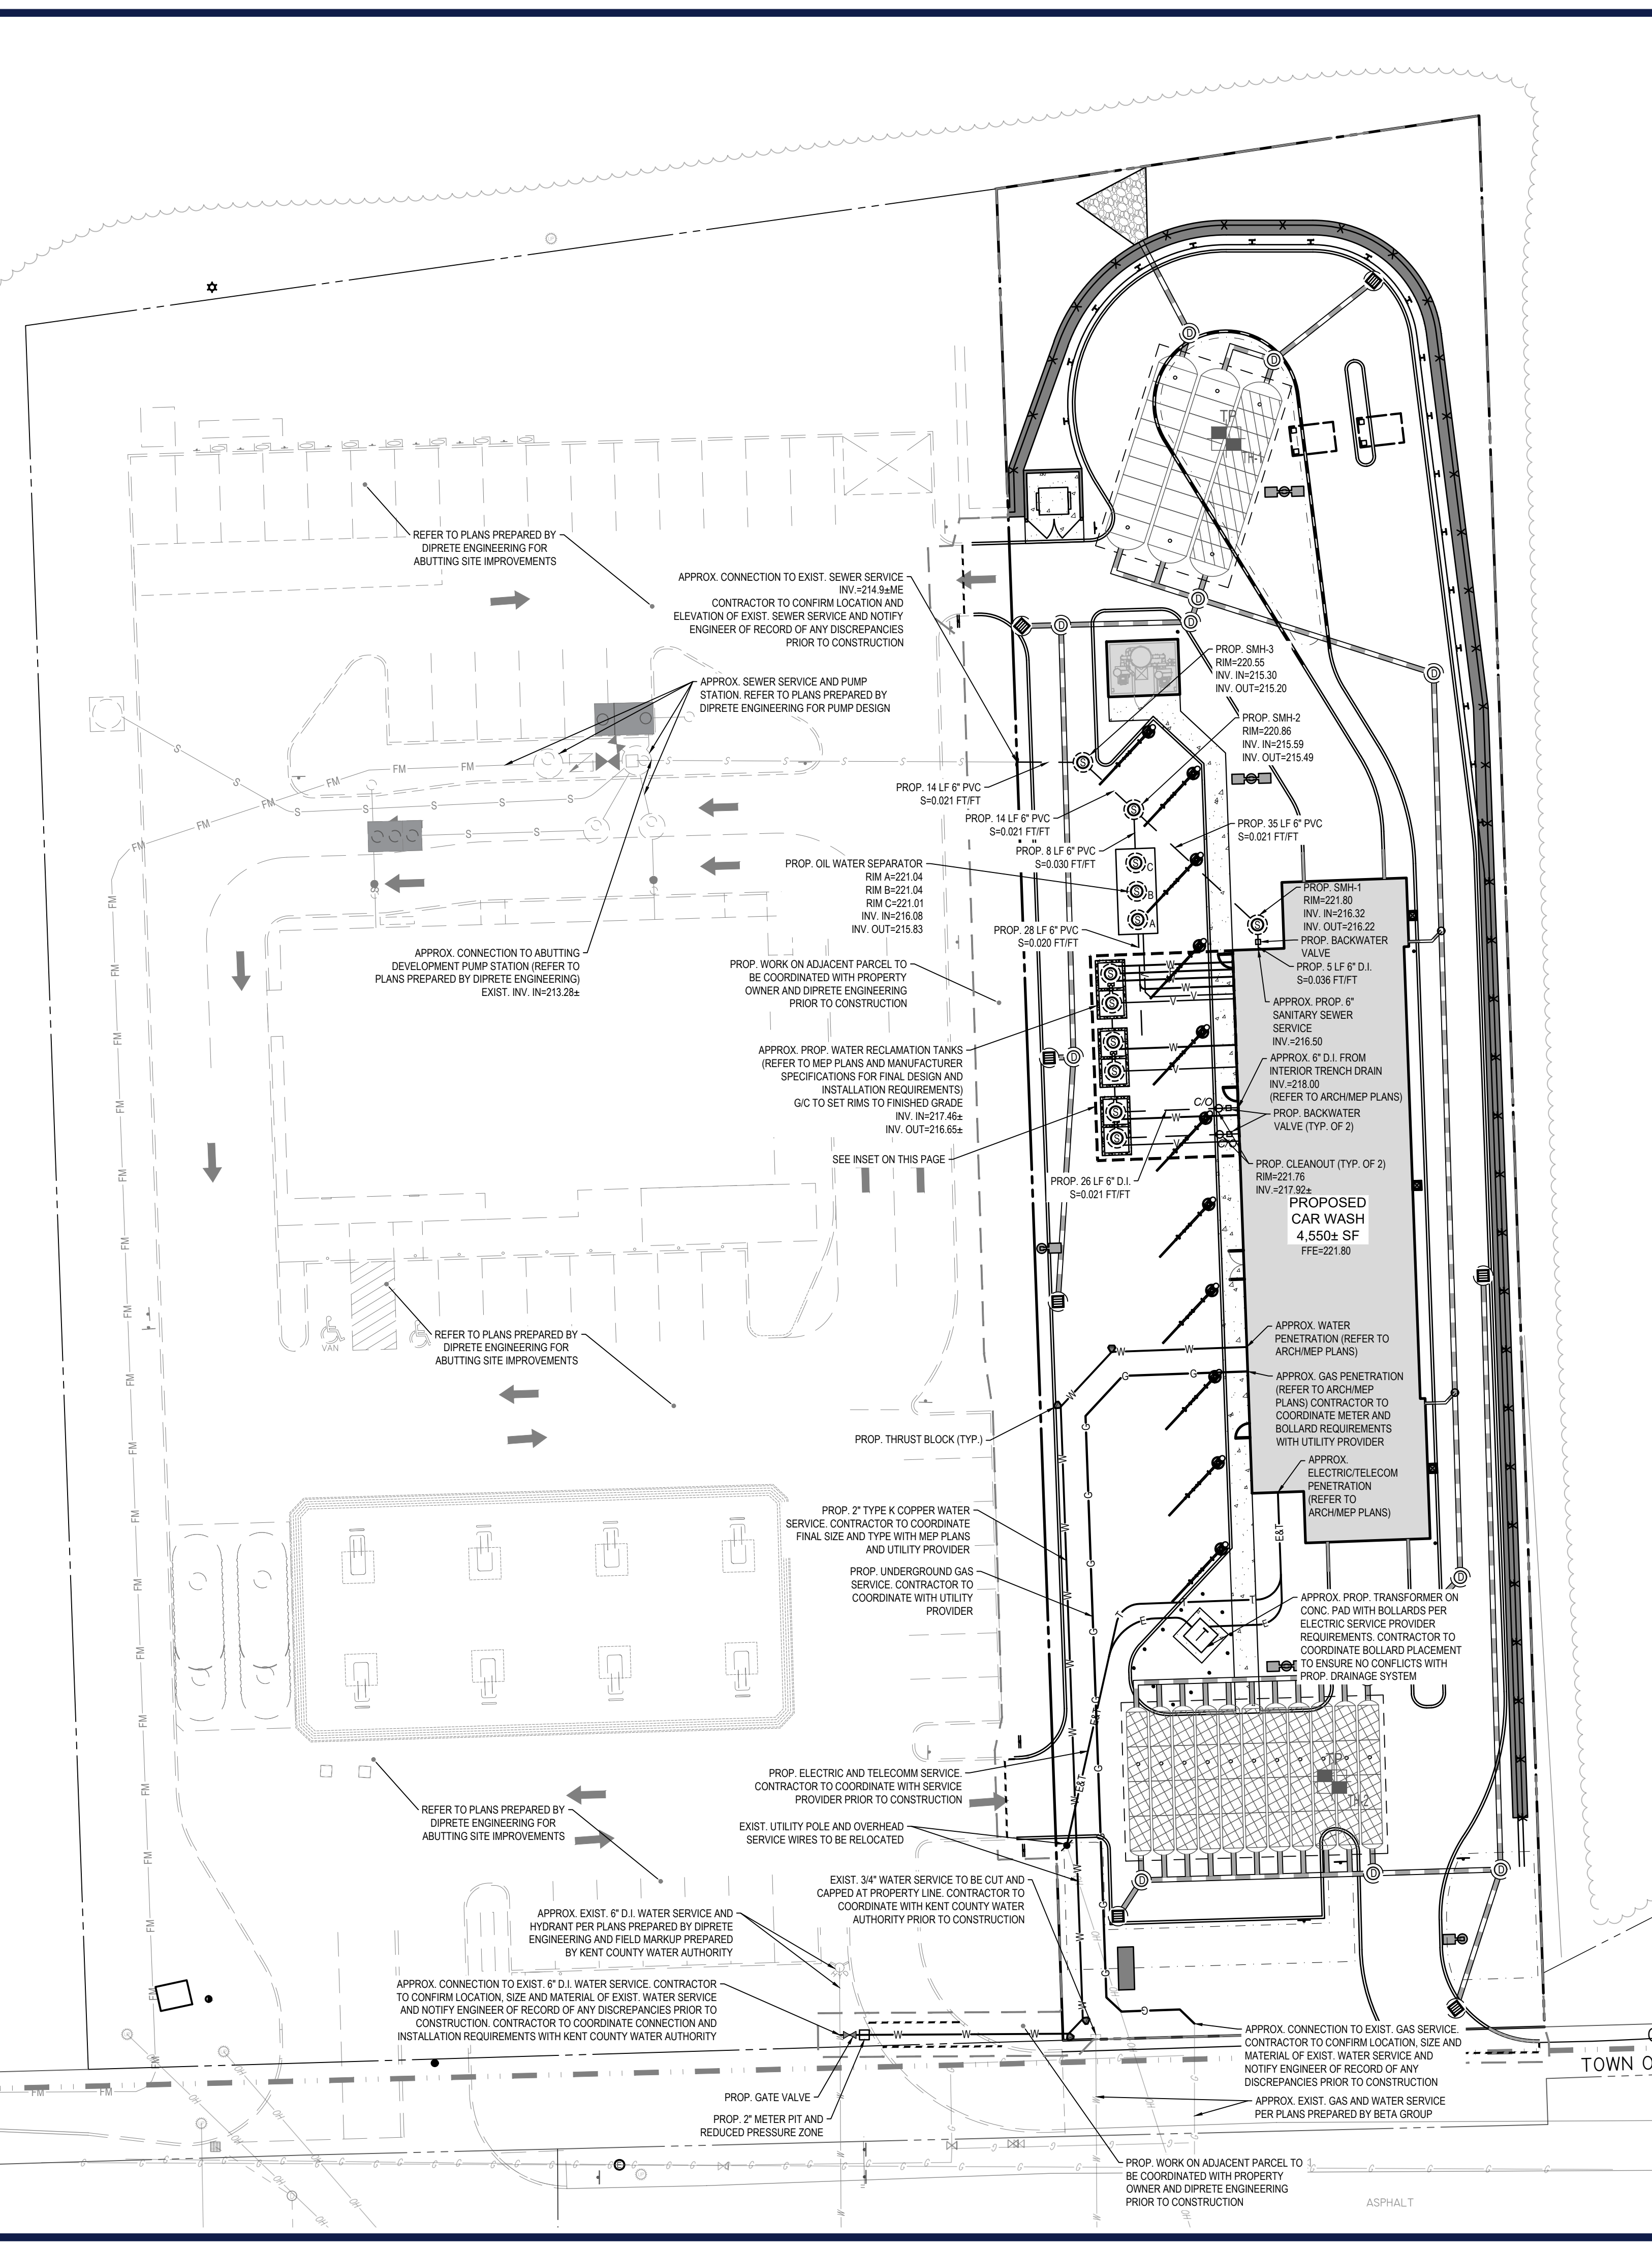 TP
TH-1
REFER TO PLANS PREPARED BY
DIPRETE ENGINEERING FOR
ABUTTING SITE IMPROVEMENTS
APPROX. CONNECTION TO EXIST. SEWER SERVICE
INV.=214.9±ME
CONTRACTOR TO CONFIRM LOCATION AND
ELEVATION OF EXIST. SEWER SERVICE AND NOTIFY
ENGINEER OF RECORD OF ANY DISCREPANCIES
PRIOR TO CONSTRUCTION
APPROX. SEWER SERVICE AND PUMP
STATION. REFER TO PLANS PREPARED BY
DIPRETE ENGINEERING FOR PUMP DESIGN
PROP. SMH-3
RIM=220.55
INV. IN=215.30
INV. OUT=215.20
PROP. SMH-2
RIM=220.86
INV. IN=215.59
INV. OUT=215.49
PROP. 14 LF 6" PVC
S=0.021 FT/FT
PROP. 14 LF 6" PVC
S=0.021 FT/FT
PROP. 35 LF 6" PVC
S=0.021 FT/FT
PROP. 8 LF 6" PVC
S=0.030 FT/FT
PROP. OIL WATER SEPARATOR
RIM A=221.04
RIM B=221.04
RIM C=221.01
INV. IN=216.08
INV. OUT=215.83
C
B
A
PROP. SMH-1
RIM=221.80
INV. IN=216.32
INV. OUT=216.22
PROP. BACKWATER
VALVE
PROP. 5 LF 6" D.I.
S=0.036 FT/FT
PROP. 28 LF 6" PVC
S=0.020 FT/FT
APPROX. CONNECTION TO ABUTTING
DEVELOPMENT PUMP STATION (REFER TO
PLANS PREPARED BY DIPRETE ENGINEERING)
EXIST. INV. IN=213.28±
PROP. WORK ON ADJACENT PARCEL TO
BE COORDINATED WITH PROPERTY
OWNER AND DIPRETE ENGINEERING
PRIOR TO CONSTRUCTION
APPROX. PROP. 6"
SANITARY SEWER
SERVICE
INV.=216.50
APPROX. PROP. WATER RECLAMATION TANKS
(REFER TO MEP PLANS AND MANUFACTURER
SPECIFICATIONS FOR FINAL DESIGN AND
INSTALLATION REQUIREMENTS)
G/C TO SET RIMS TO FINISHED GRADE
INV. IN=217.46±
INV. OUT=216.65±
APPROX. 6" D.I. FROM
INTERIOR TRENCH DRAIN
INV.=218.00
(REFER TO ARCH/MEP PLANS)
C/O
PROP. BACKWATER
VALVE (TYP. OF 2)
C/O
SEE INSET ON THIS PAGE
PROP. 26 LF 6" D.I.
S=0.021 FT/FT
PROP. CLEANOUT (TYP. OF 2)
RIM=221.76
INV.=217.92±
PROPOSED
CAR WASH
4,550± SF
FFE=221.80
VAN
REFER TO PLANS PREPARED BY
DIPRETE ENGINEERING FOR
ABUTTING SITE IMPROVEMENTS
APPROX. WATER
PENETRATION (REFER TO
ARCH/MEP PLANS)
APPROX. GAS PENETRATION
(REFER TO ARCH/MEP
PLANS) CONTRACTOR TO
COORDINATE METER AND
BOLLARD REQUIREMENTS
WITH UTILITY PROVIDER
PROP. THRUST BLOCK (TYP.)
APPROX.
ELECTRIC/TELECOM
PENETRATION
(REFER TO
ARCH/MEP PLANS)
PROP. 2" TYPE K COPPER WATER
SERVICE. CONTRACTOR TO COORDINATE
FINAL SIZE AND TYPE WITH MEP PLANS
AND UTILITY PROVIDER
E&T
PROP. UNDERGROUND GAS
SERVICE. CONTRACTOR TO
COORDINATE WITH UTILITY
PROVIDER
APPROX. PROP. TRANSFORMER ON
CONC. PAD WITH BOLLARDS PER
ELECTRIC SERVICE PROVIDER
REQUIREMENTS. CONTRACTOR TO
COORDINATE BOLLARD PLACEMENT
TO ENSURE NO CONFLICTS WITH
PROP. DRAINAGE SYSTEM
E&T
TP
TH-2
PROP. ELECTRIC AND TELECOMM SERVICE.
CONTRACTOR TO COORDINATE WITH SERVICE
PROVIDER PRIOR TO CONSTRUCTION
E&T
REFER TO PLANS PREPARED BY
DIPRETE ENGINEERING FOR
ABUTTING SITE IMPROVEMENTS
EXIST. UTILITY POLE AND OVERHEAD
SERVICE WIRES TO BE RELOCATED
EXIST. 3/4" WATER SERVICE TO BE CUT AND
CAPPED AT PROPERTY LINE. CONTRACTOR TO
COORDINATE WITH KENT COUNTY WATER
AUTHORITY PRIOR TO CONSTRUCTION
APPROX. EXIST. 6" D.I. WATER SERVICE AND
HYDRANT PER PLANS PREPARED BY DIPRETE
ENGINEERING AND FIELD MARKUP PREPARED
BY KENT COUNTY WATER AUTHORITY
APPROX. CONNECTION TO EXIST. 6" D.I. WATER SERVICE. CONTRACTOR
TO CONFIRM LOCATION, SIZE AND MATERIAL OF EXIST. WATER SERVICE
AND NOTIFY ENGINEER OF RECORD OF ANY DISCREPANCIES PRIOR TO
CONSTRUCTION. CONTRACTOR TO COORDINATE CONNECTION AND
INSTALLATION REQUIREMENTS WITH KENT COUNTY WATER AUTHORITY
APPROX. CONNECTION TO EXIST. GAS SERVICE.
CONTRACTOR TO CONFIRM LOCATION, SIZE AND
MATERIAL OF EXIST. WATER SERVICE AND
NOTIFY ENGINEER OF RECORD OF ANY
DISCREPANCIES PRIOR TO CONSTRUCTION
TOWN O
PROP. GATE VALVE
PROP. 2" METER PIT AND
REDUCED PRESSURE ZONE
APPROX. EXIST. GAS AND WATER SERVICE
PER PLANS PREPARED BY BETA GROUP
PROP. WORK ON ADJACENT PARCEL TO
BE COORDINATED WITH PROPERTY
OWNER AND DIPRETE ENGINEERING
PRIOR TO CONSTRUCTION
ASPHALT